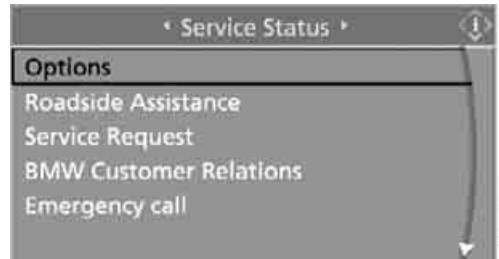 Service Status
Options
Roadside Assistance
Service Request
BMW Customer Relations
Emergency call